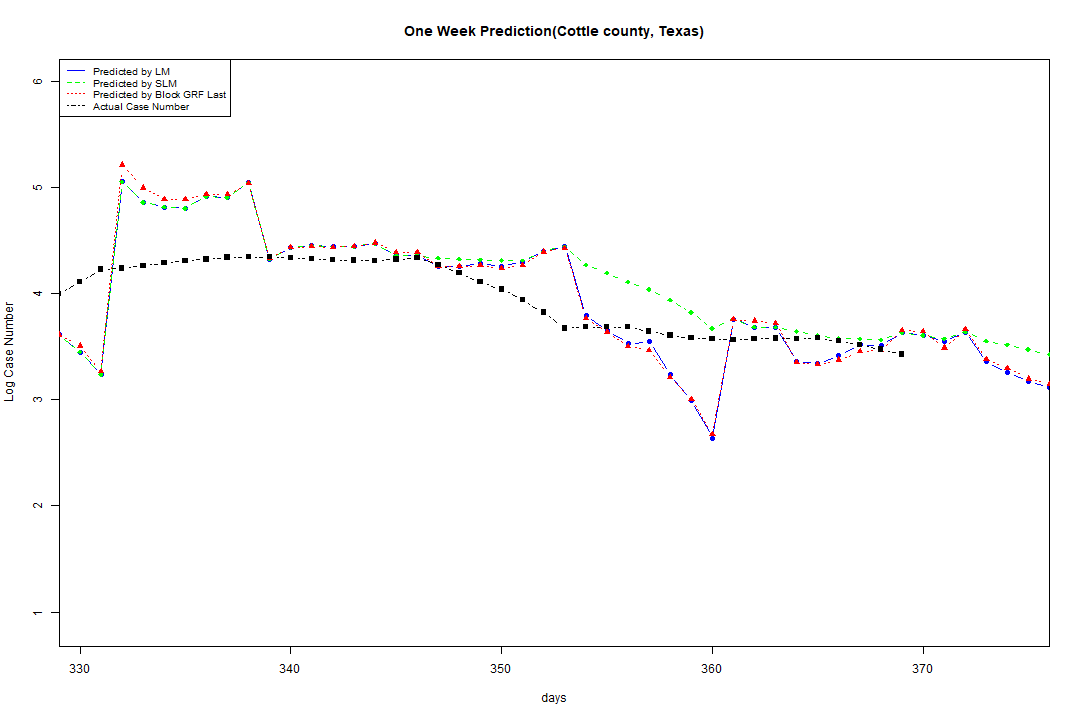 One Week Prediction(Cottle county, Texas)
Predicted by LM
Predicted by SLM
Predicted by Block GRF Last
Actual Case Number
6
5
4
3
2
1
Log Case Number
330 340 350 360 370
days